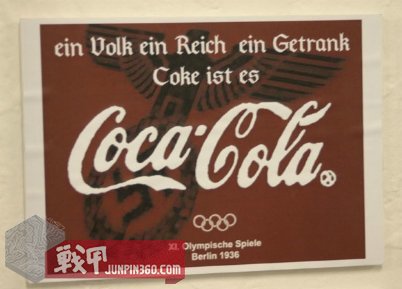 ein Volk ein Reich ein Getrank
Coke ist es
Coca-Cola
XI. Olympische Spiele
Berlin 1936
战甲
JUNPIN360.COM